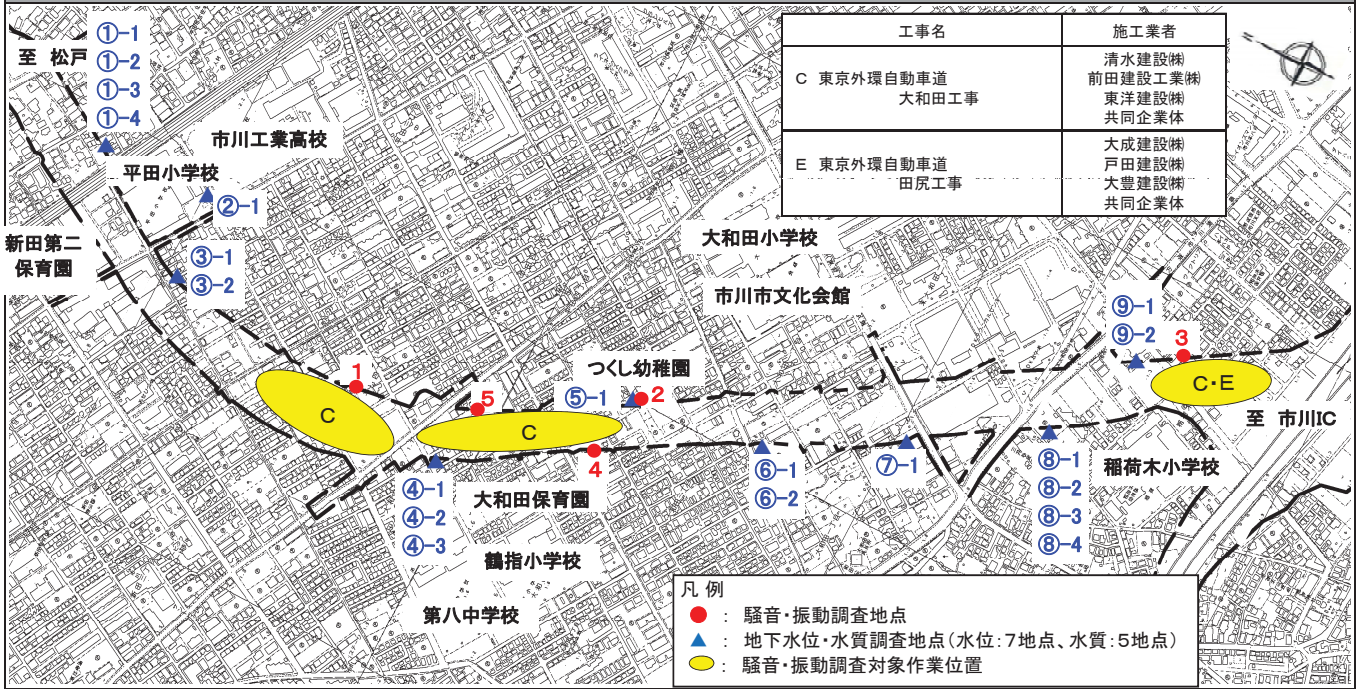 ①-1
①-2
①-3
①-4
至 松戸
市川工業高校
平田小学校
②-1
新田第二
保育園
③-1
③-2
工事名
施工業者
C 東京外環自動車道
大和田工事
清水建設㈱
前田建設工業㈱
東洋建設㈱
共同企業体
E 東京外環自動車道
田尻工事
大成建設㈱
戸田建設㈱
大豊建設㈱
共同企業体
大和田小学校
市川市文化会館
⑨-1
⑨-2
3
C・E
至 市川IC
1
C
5
つくし幼稚園
⑤-1
2
C
4
④-1
④-2
④-3
大和田保育園
鶴指小学校
第八中学校
⑥-1
⑥-2
⑦-1
⑧-1
⑧-2
⑧-3
⑧-4
稲荷木小学校
凡 例
: 騒音・振動調査地点
: 地下水位・水質調査地点(水位:7地点、水質:5地点)
: 騒音・振動調査対象作業位置